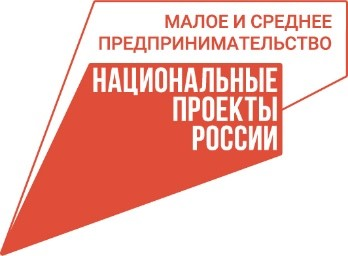 МАЛОЕ И СРЕДНЕЕ
ПРЕДПРИНИМАТЕЛЬСТВО
НАЦИОНАЛЬНЫЕ
ПРОЕКТЫ
РОССИИ